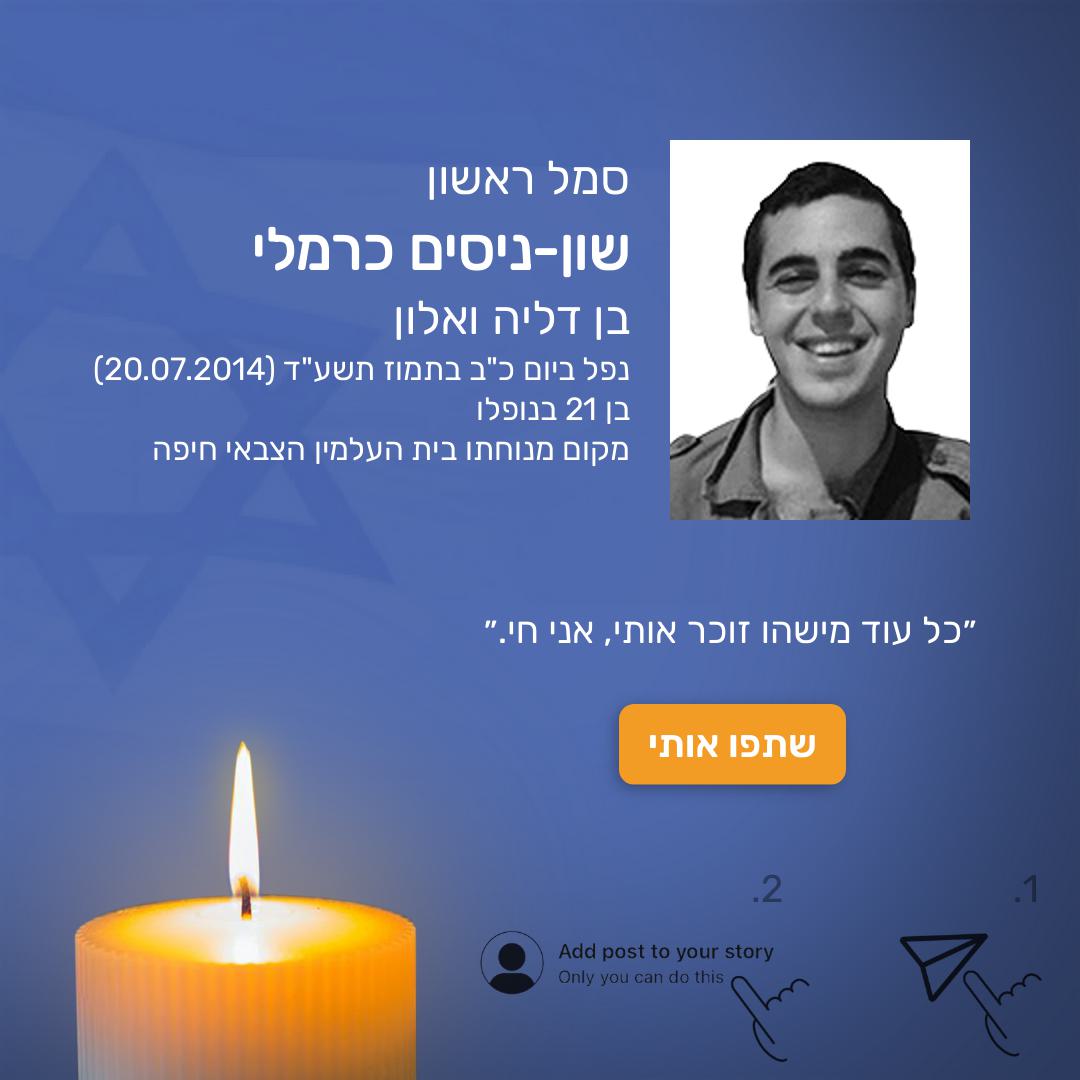 סמל ראשון
שון-ניסים כרמלי
בן דליה ואלון
נפל ביום כ"ב בתמוז תשע"ד (20.07.2014)
בן 21 בנופלו
מקום מנוחתו בית העלמין הצבאי חיפה
״כל עוד מישהו זוכר אותי, אני חי.״
שתפו אותי
1.
2.
Add post to your story
Only you can do this